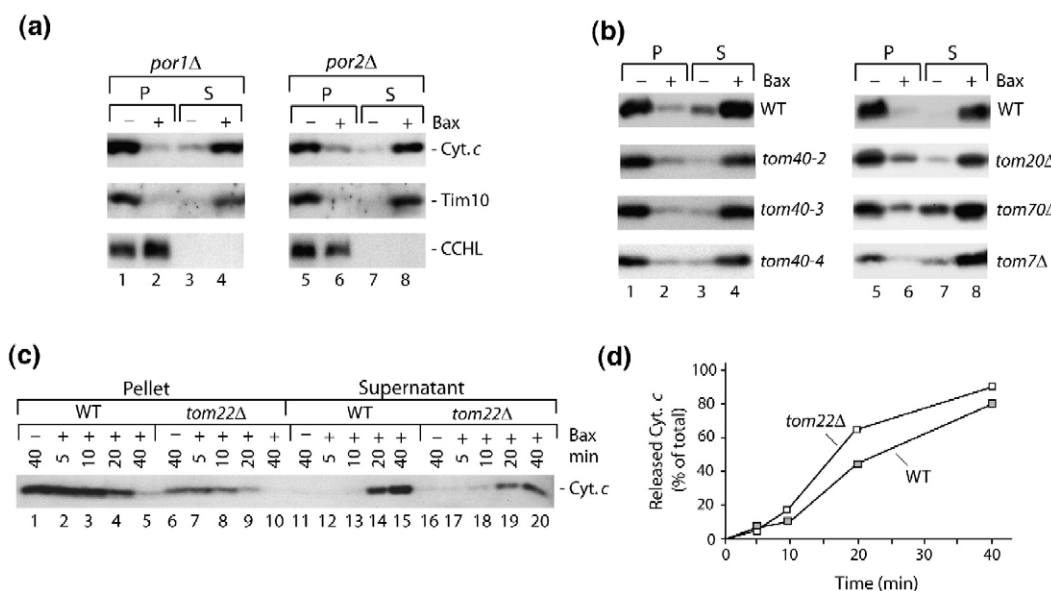 (a)
por1Δ por2Δ
P S P S
– + – + – + – + Bax
- Cyt. c
- Tim10
- CCHL
1 2 3 4 5 6 7 8
(b)
P S P S
– + – + Bax – + – + Bax
WT WT
tom40-2 tom20Δ
tom40-3 tom70Δ
tom40-4 tom7Δ
1 2 3 4 5 6 7 8
(c)
Pellet Supernatant
WT tom22Δ WT tom22Δ
– + + + + – + + + + – + + + + – + + + + Bax
40 5 10 20 40 40 5 10 20 40 40 5 10 20 40 40 5 10 20 40 min
- Cyt. c
1 2 3 4 5 6 7 8 9 10 11 12 13 14 15 16 17 18 19 20
(d)
Released Cyt. c
(% of total)
100
80
60
40
20
0
tom22Δ
WT
0 10 20 30 40
Time (min)